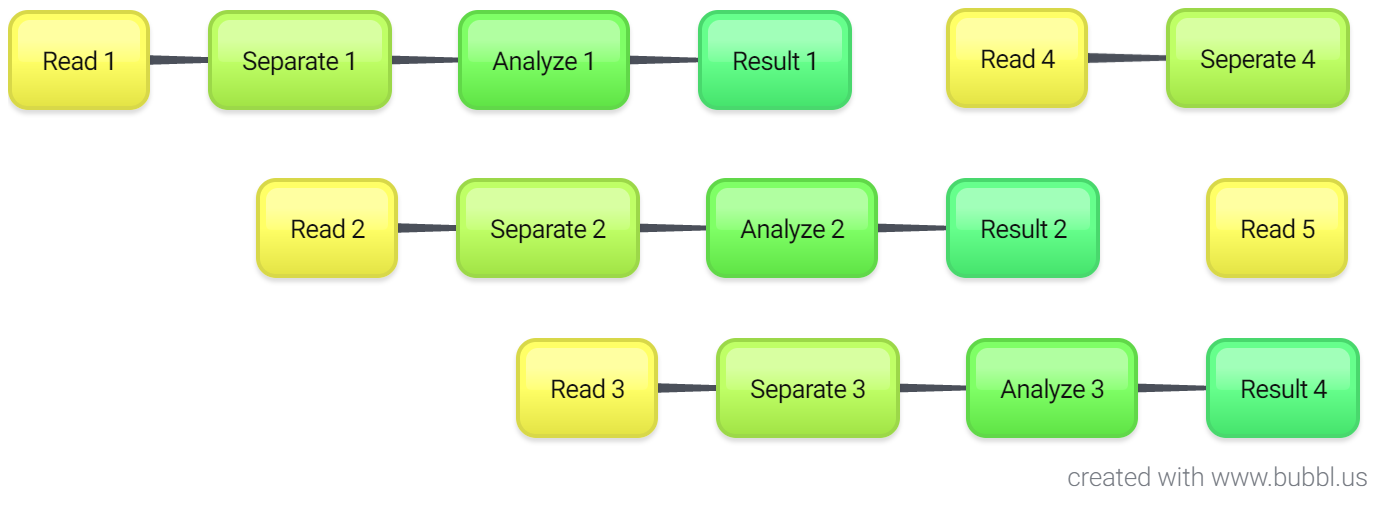 Read 1
Separate 1
Analyze 1
Result 1
Read 4
Seperate 4
Read 2
Separate 2
Analyze 2
Result 2
Read 5
Read 3
Separate 3
Analyze 3
Result 4
created with www.bubbl.us